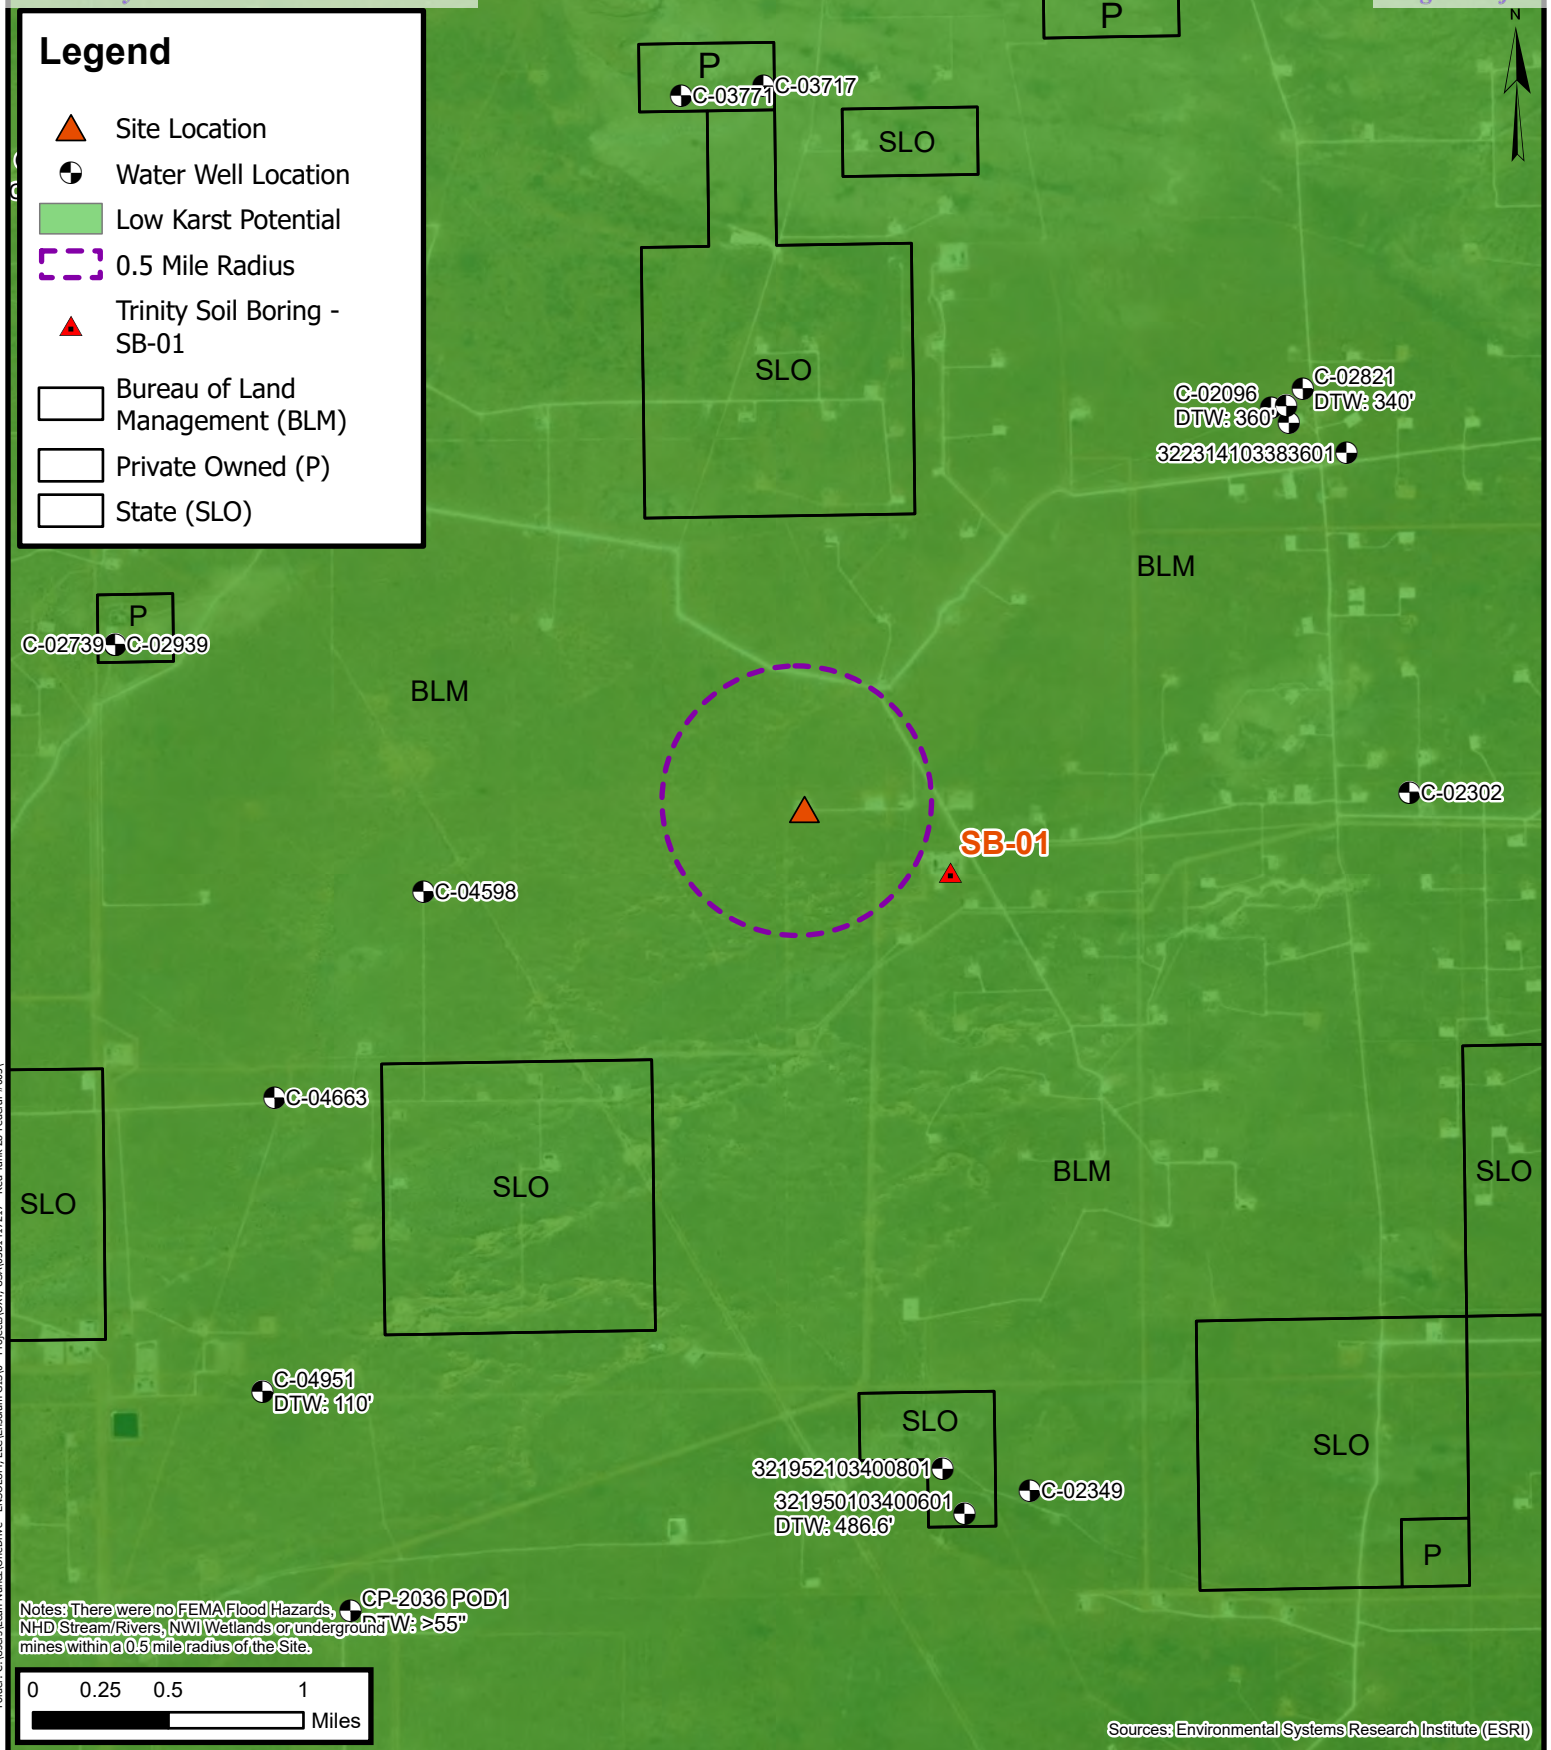 Legend
Site Location
Water Well Location
Low Karst Potential
0.5 Mile Radius
Trinity Soil Boring -
SB-01
Bureau of Land
Management (BLM)
Private Owned (P)
State (SLO)
N
P
P
C-03771
C-03717
SLO
SLO
C-02821
DTW: 340'
C-02096
DTW: 360'
322314103383601
BLM
P
C-02739
C-02939
BLM
C-02302
SB-01
C-04598
C-04663
SLO
SLO
BLM
SLO
C-04951
DTW: 110'
SLO
SLO
321952103400801
C-02349
321950103400601
DTW: 486.6'
P
CP-2036 POD1
DTW: >55"
Notes: There were no FEMA Flood Hazards,
NHD Stream/Rivers, NWI Wetlands or underground
mines within a 0.5 mile radius of the Site.
0 0.25 0.5 1
Miles
Sources: Environmental Systems Research Institute (ESRI)